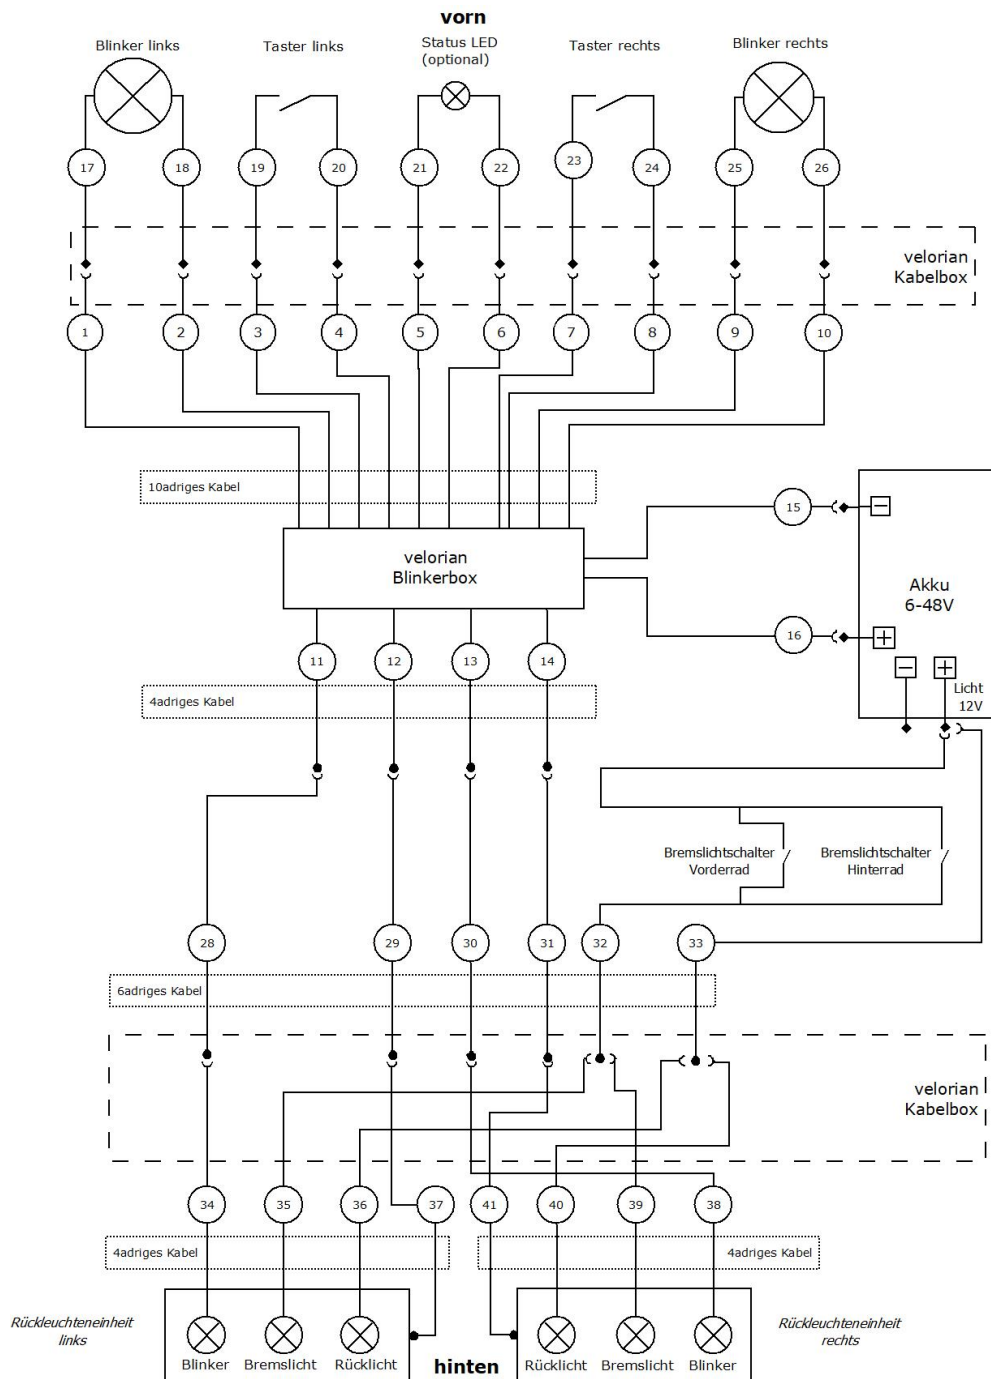 vorn
Blinker links
Taster links
Status LED
(optional)
Taster rechts
Blinker rechts
17
18
19
20
21
22
23
24
25
26
velorian
Kabelbox
1
2
3
4
5
6
7
8
9
10
10adriges Kabel
15
velorian
Blinkerbox
Akku
6-48V
16
11
12
13
14
4adriges Kabel
Licht
12V
Bremslichtschalter
Vorderrad
Bremslichtschalter
Hinterrad
28
29
30
31
32
33
6adriges Kabel
velorian
Kabelbox
34
35
36
37
41
40
39
38
4adriges Kabel
4adriges Kabel
Rückleuchteneinheit
links
Rückleuchteneinheit
rechts
Blinker
Bremslicht
Rücklicht
hinten
Rücklicht
Bremslicht
Blinker